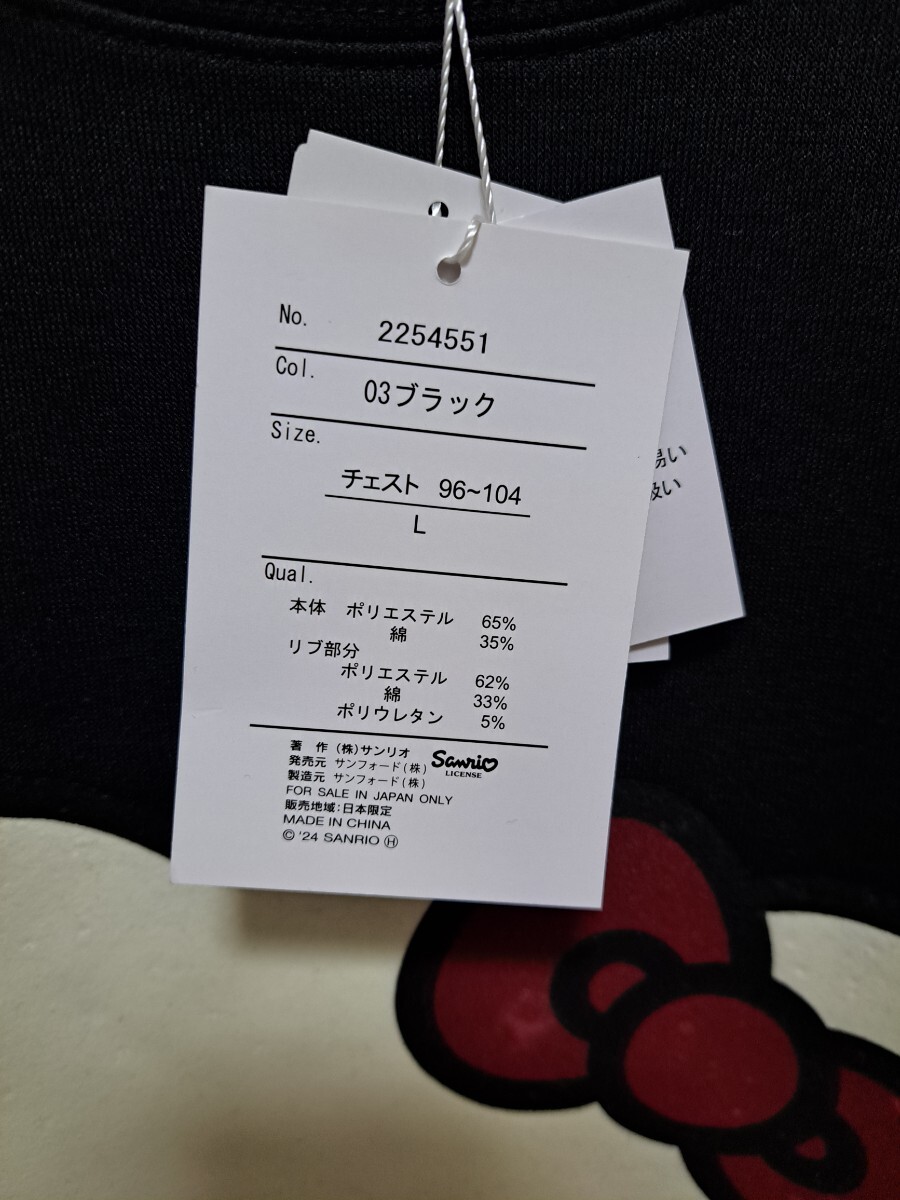 No. 2254551
Col. 03ブラック
Size.
チェスト 96~104
L
Qual.
本体 ポリエステル 65%
綿 35%
リブ部分
ポリエステル 62%
綿 33%
ポリウレタン 5%
著 作 (株)サンリオ
発売元 サンフォード(株)
製造元 サンフォード(株)
Sanrio
LICENSE
FOR SALE IN JAPAN ONLY
販売地域:日本限定
MADE IN CHINA
© '24 SANRIO Ⓗ
易い
扱い